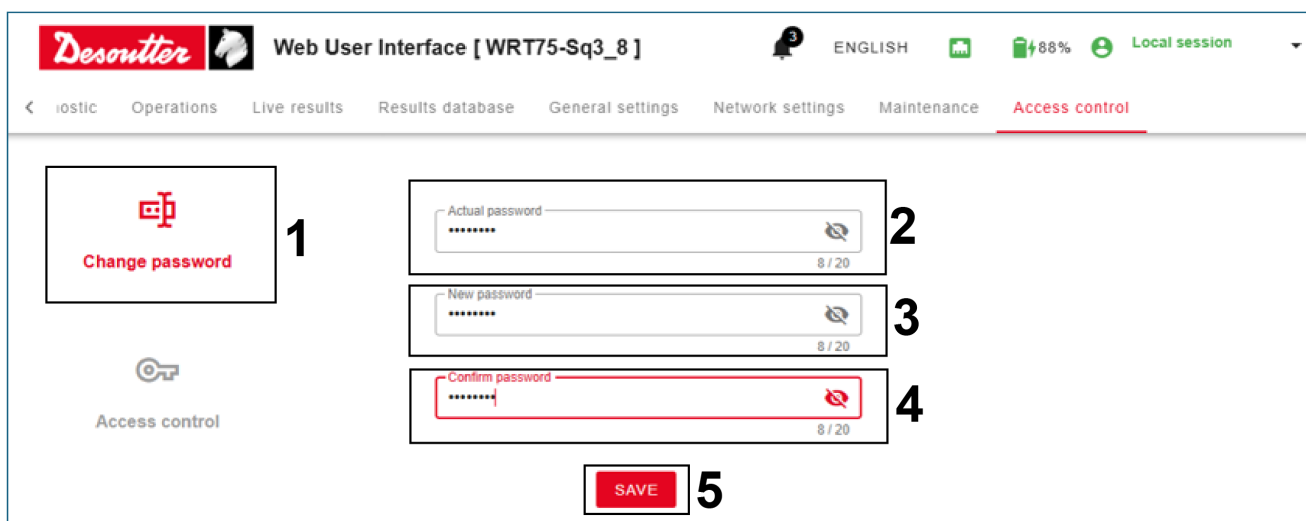 Desoutter Web User Interface [ WRT75-Sq3_8 ] 3 ENGLISH 88% Local session
Operations Live results Results database General settings Network settings Maintenance Access control
Change password
1
Actual password
••••••••
8 / 20
2
New password
••••••••
8 / 20
3
Access control
Confirm password
••••••••
8 / 20
4
SAVE
5